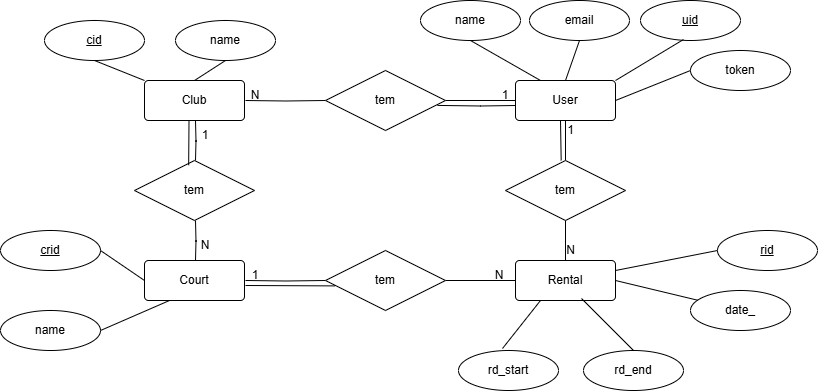 name
email
uid
cid
name
token
Club
N
tem
1
User
1
1
tem
tem
N
N
crid
rid
Court
1
tem
N
Rental
name
date_
rd_start
rd_end